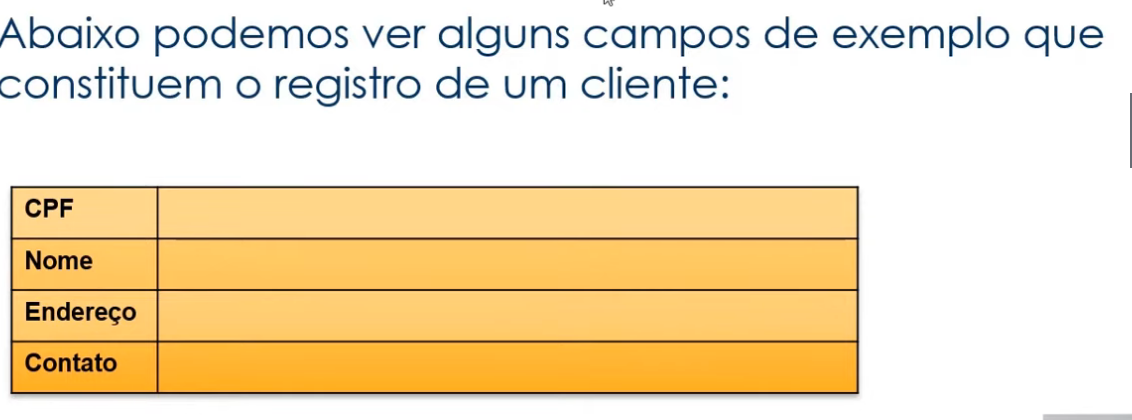 Abaixo podemos ver alguns campos de exemplo que
constituem o registro de um cliente:
CPF
Nome
Endereço
Contato